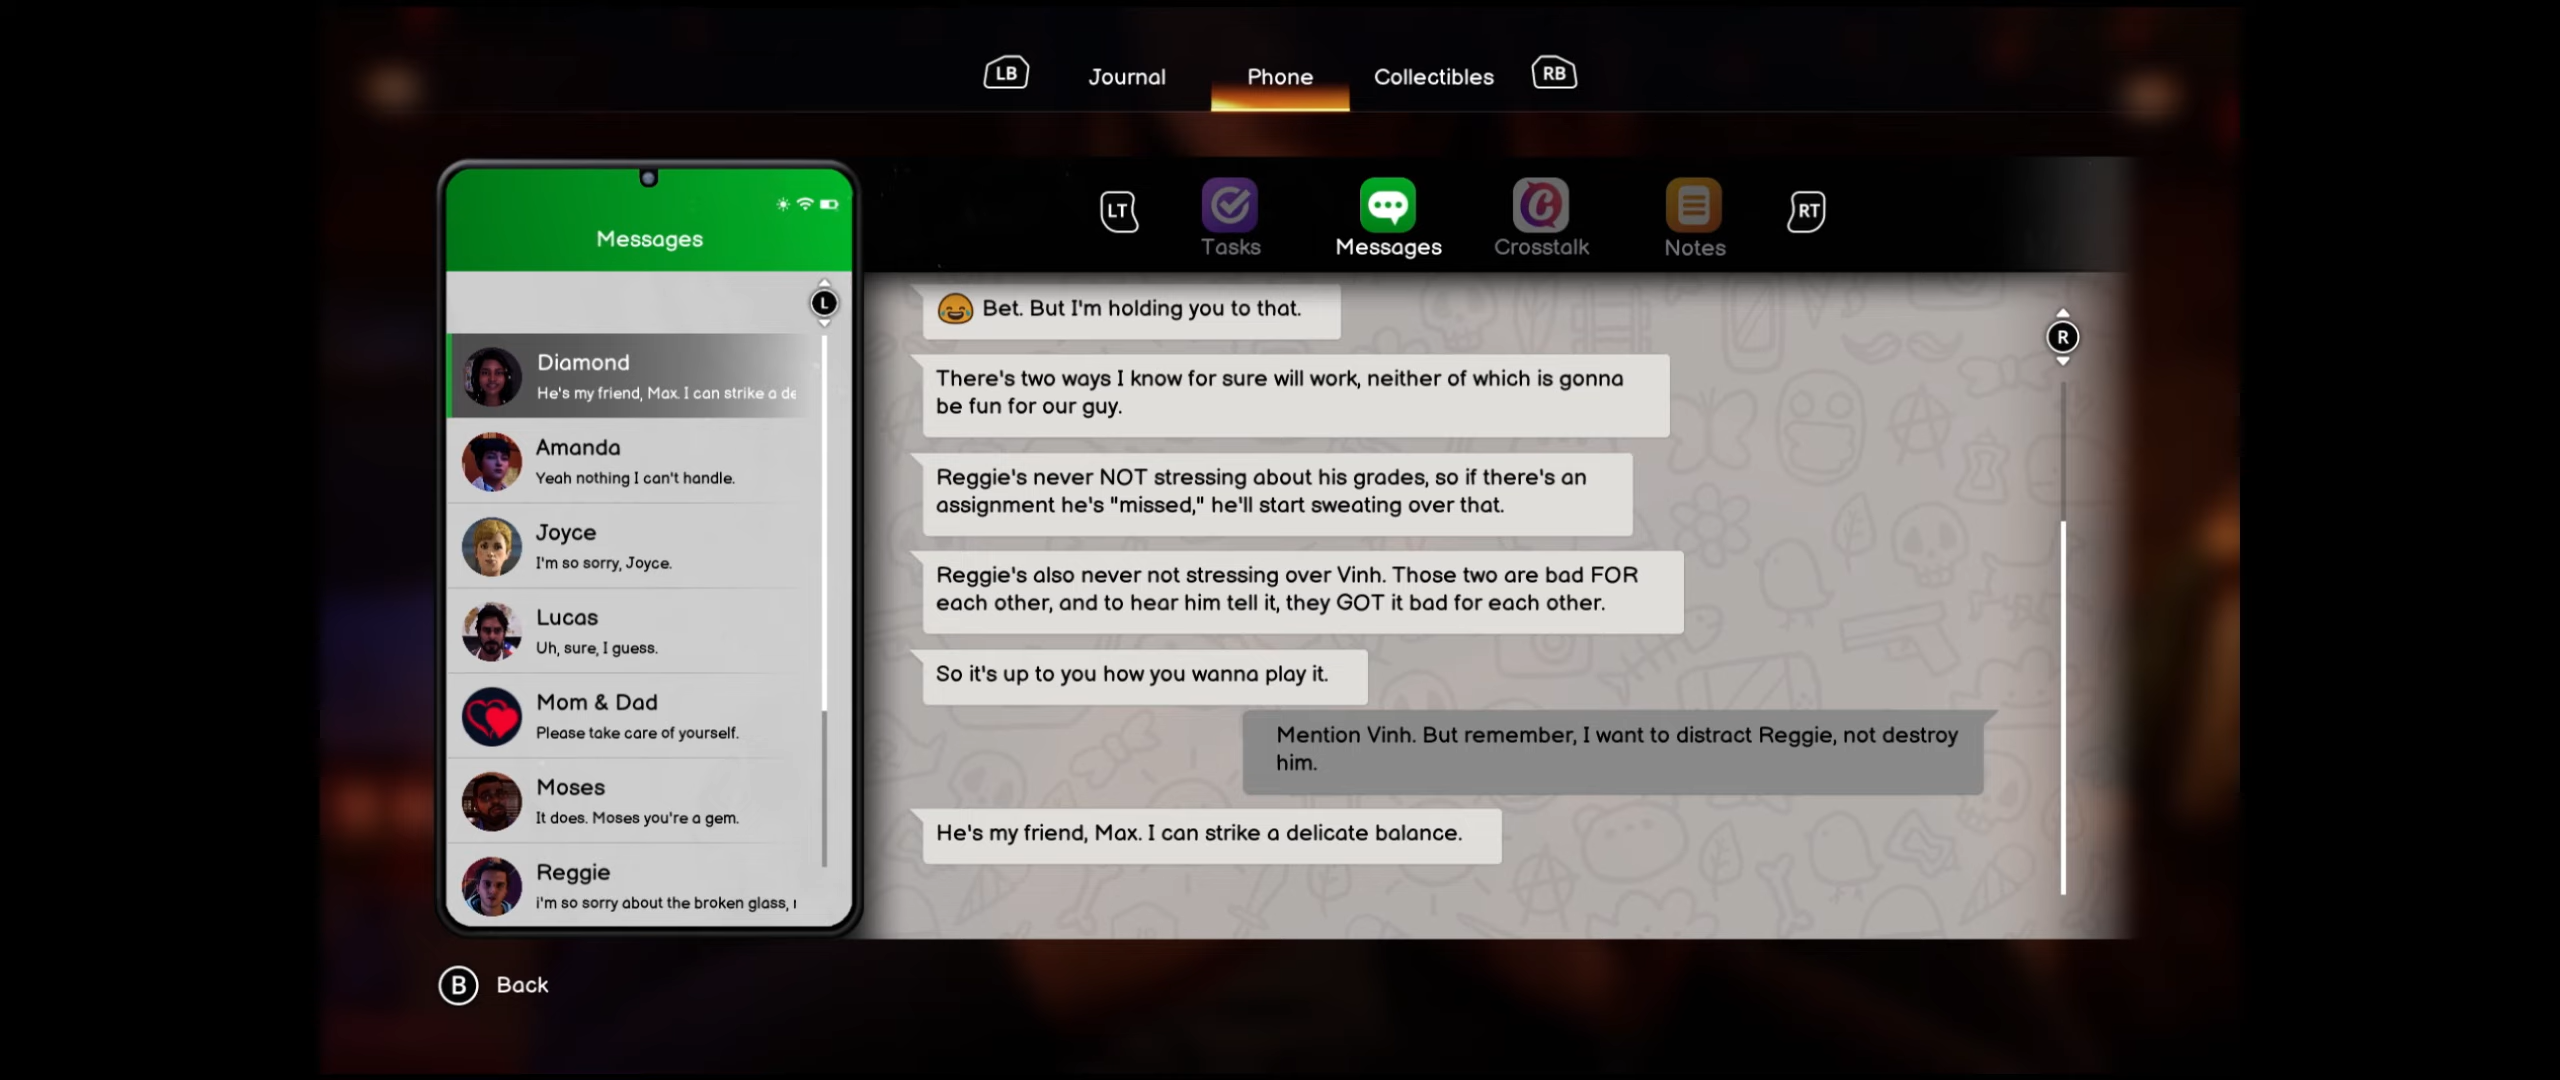 LB
Journal
Phone
Collectibles
RB
Messages
LT
Tasks
Messages
Crosstalk
Notes
RT
L
Diamond
He's my friend, Max. I can strike a de
Amanda
Yeah nothing I can't handle.
Joyce
I'm so sorry, Joyce.
Lucas
Uh, sure, I guess.
Mom & Dad
Please take care of yourself.
Moses
It does. Moses you're a gem.
Reggie
i'm so sorry about the broken glass,
😂 Bet. But I'm holding you to that.
There's two ways I know for sure will work, neither of which is gonna
be fun for our guy.
Reggie's never NOT stressing about his grades, so if there's an
assignment he's "missed," he'll start sweating over that.
Reggie's also never not stressing over Vinh. Those two are bad FOR
each other, and to hear him tell it, they GOT it bad for each other.
So it's up to you how you wanna play it.
Mention Vinh. But remember, I want to distract Reggie, not destroy
him.
He's my friend, Max. I can strike a delicate balance.
R
B Back